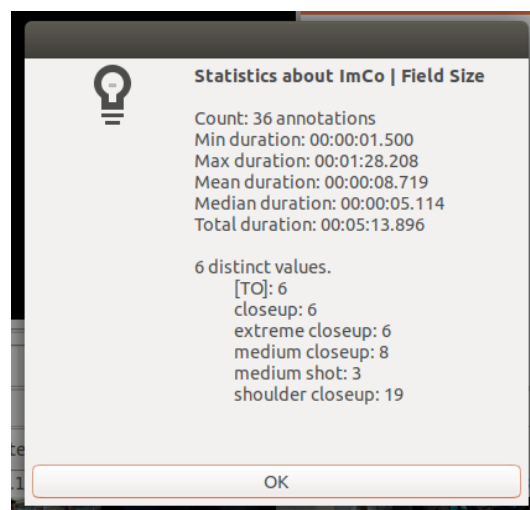 Statistics about ImCo | Field Size
Count: 36 annotations
Min duration: 00:00:01.500
Max duration: 00:01:28.208
Mean duration: 00:00:08.719
Median duration: 00:00:05.114
Total duration: 00:05:13.896
6 distinct values.
[TO]: 6
closeup: 6
extreme closeup: 6
medium closeup: 8
medium shot: 3
shoulder closeup: 19
OK